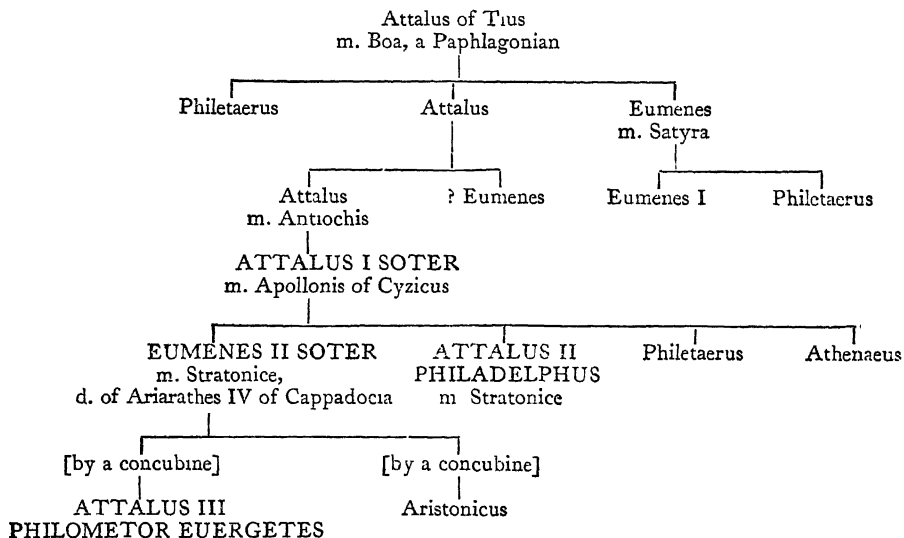 Attalus of Tius
m. Boa, a Paphlagonian
Philetaerus
Attalus
Eumenes
m. Satyra
Attalus
m. Antiochis
? Eumenes
Eumenes I
Philetaerus
ATTALUS I SOTER
m. Apollonis of Cyzicus
EUMENES II SOTER
m. Stratonice,
d. of Ariarathes IV of Cappadocia
ATTALUS II
PHILADELPHUS
m Stratonice
Philetaerus
Athenaeus
[by a concubine]
ATTALUS III
PHILOMETOR EUERGETES
[by a concubine]
Aristonicus